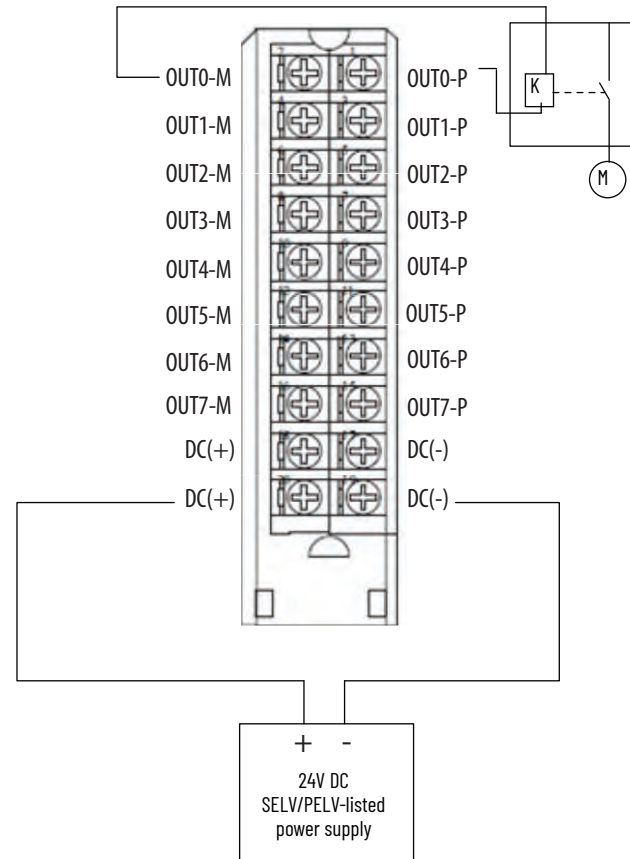 OUT0-M OUT0-P K
OUT1-M OUT1-P
OUT2-M OUT2-P M
OUT3-M OUT3-P
OUT4-M OUT4-P
OUT5-M OUT5-P
OUT6-M OUT6-P
OUT7-M OUT7-P
DC(+) DC(-)
DC(+) DC(-)
+ -
24V DC
SELV/PELV-listed
power supply